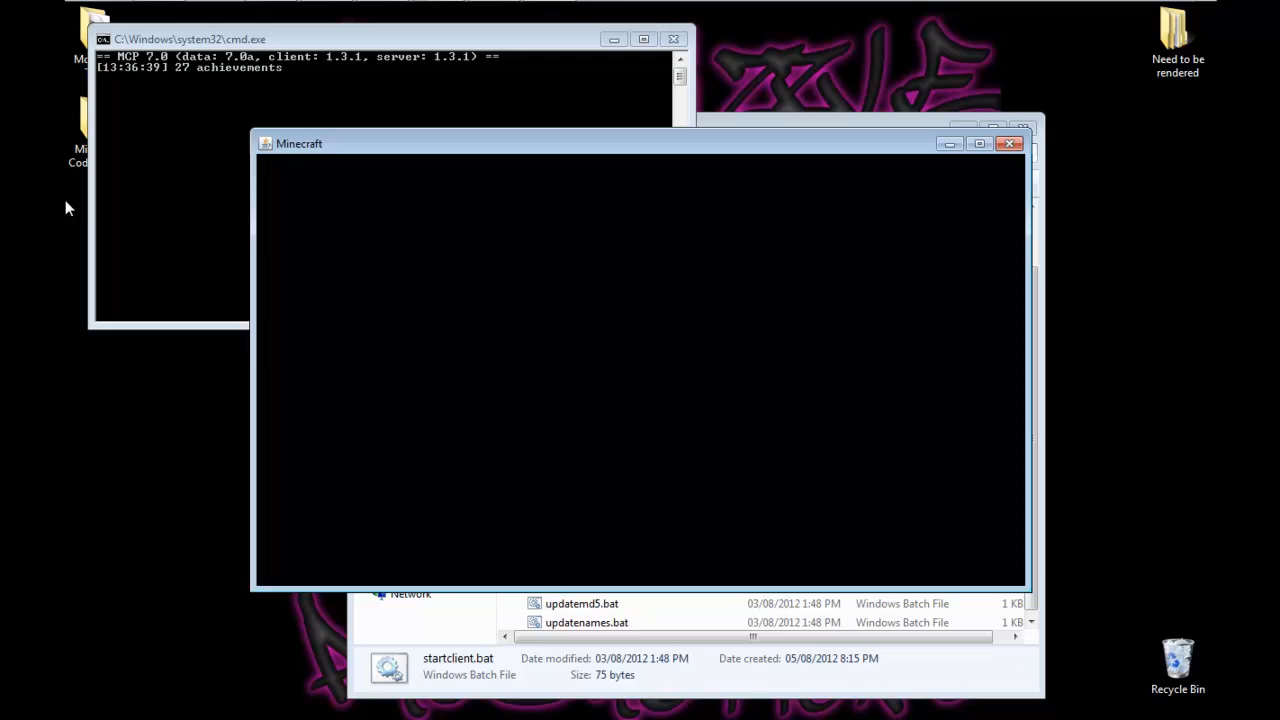 C:\Windows\system32\cmd.exe
== MCP 7.0 (data: 7.0a, client: 1.3.1, server: 1.3.1) ==
[13:36:39] 27 achievements
Need to be
rendered
Minecraft
Network
updatemd5.bat 03/08/2012 1:48 PM Windows Batch File 1 KB
updatenames.bat 03/08/2012 1:48 PM Windows Batch File 1 KB
startclient.bat Date modified: 03/08/2012 1:48 PM Date created: 05/08/2012 8:15 PM
Windows Batch File Size: 75 bytes
Recycle Bin